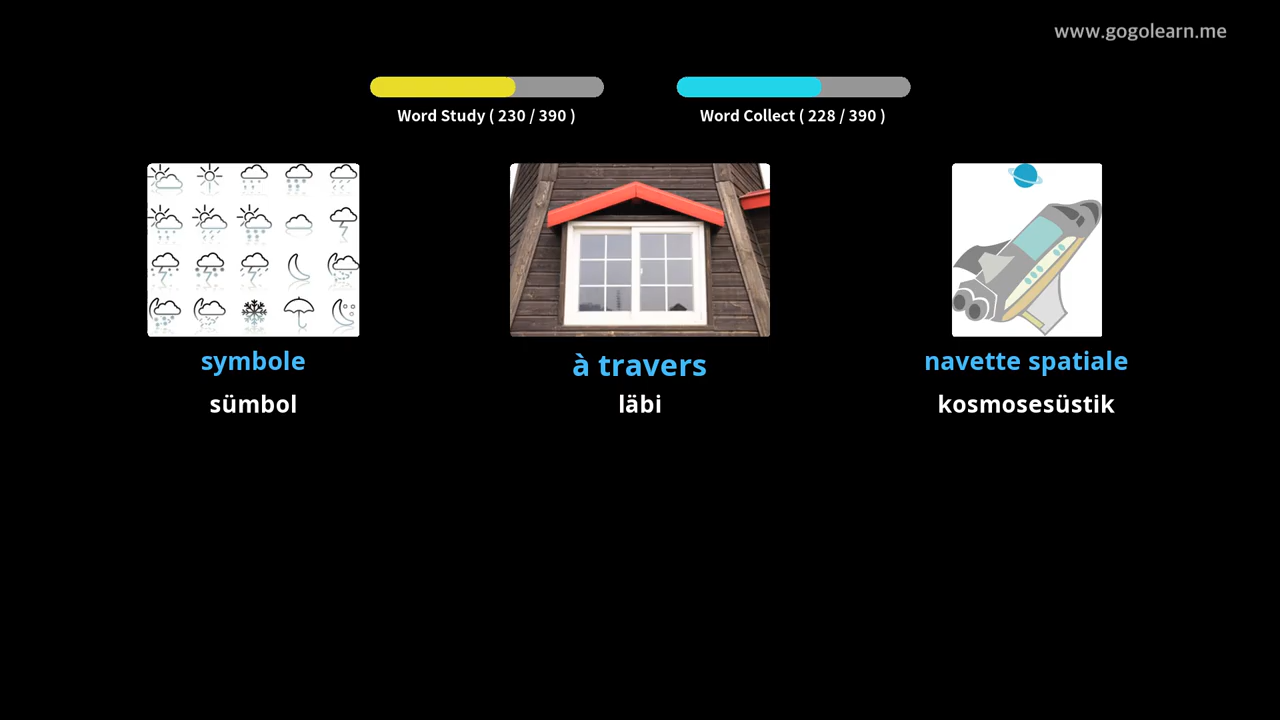 www.gogolearn.me
Word Study ( 230 / 390 )
Word Collect ( 228 / 390 )
symbole
sümbol
à travers
läbi
navette spatiale
kosmosesüstik